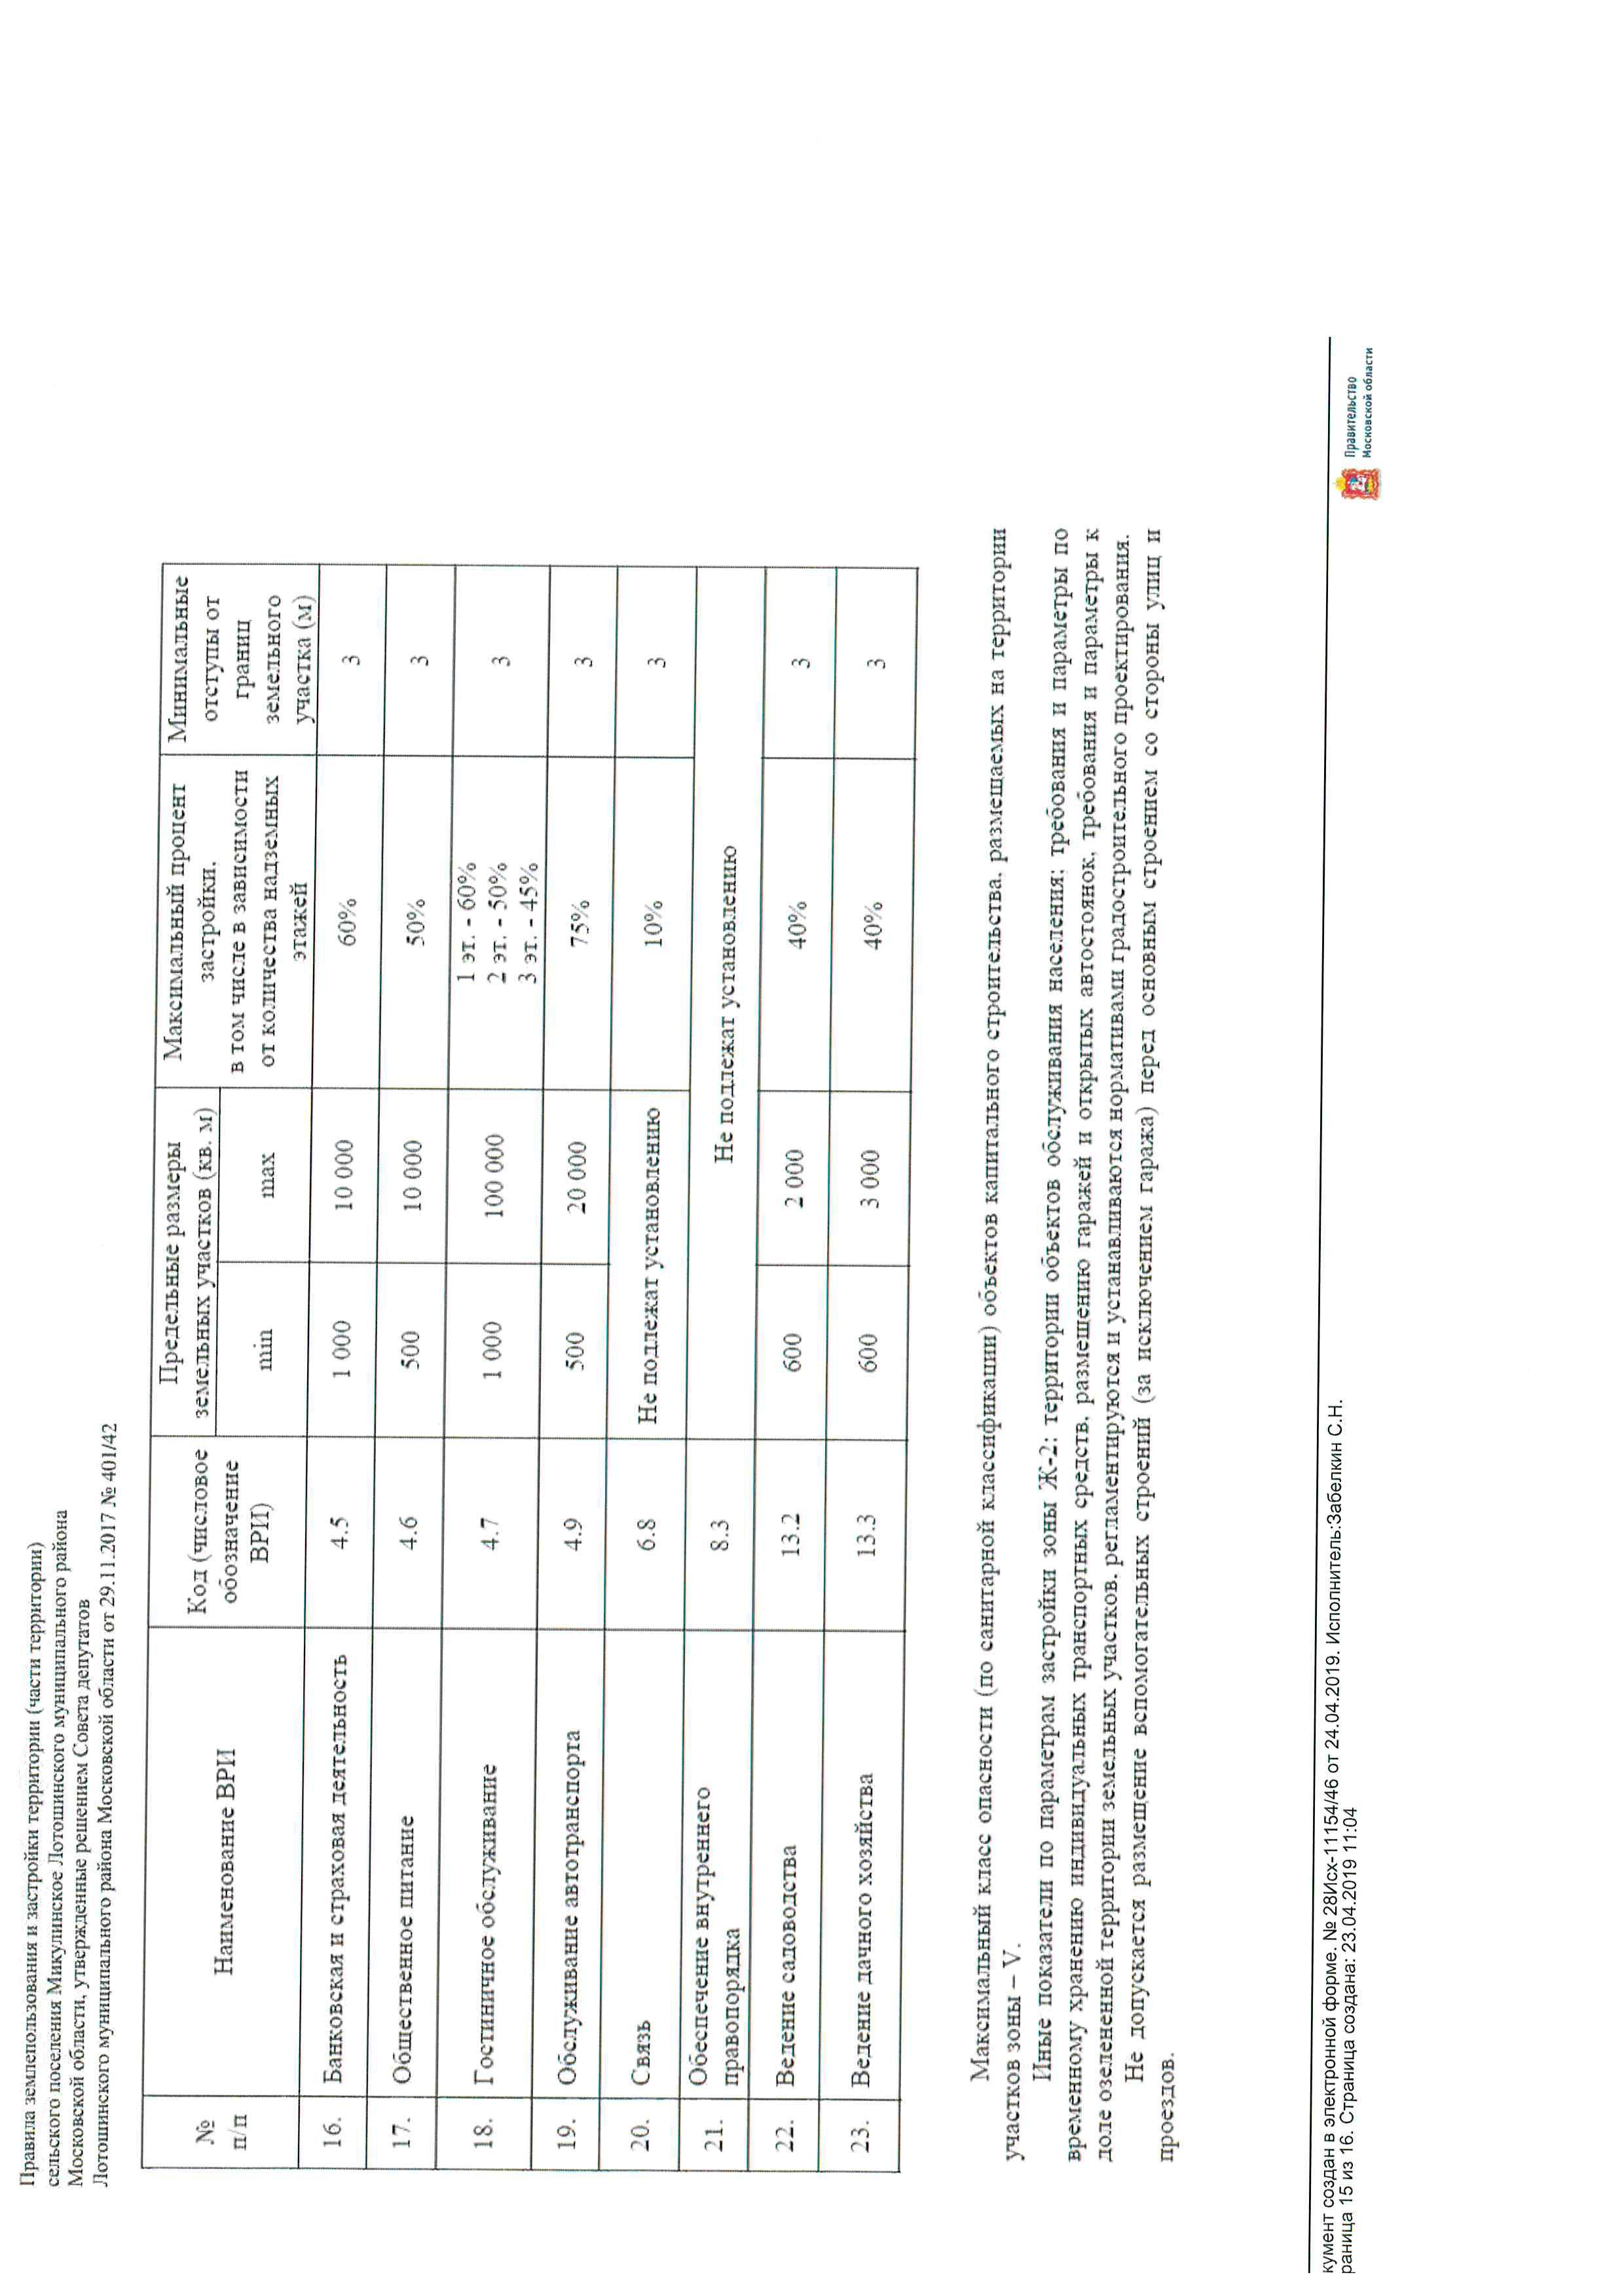 Правила землепользования и застройки территории (части территории)
сельского поселения Микулинское Лотошинского муниципального района
Московской области, утвержденные решением Совета депутатов
Лотошинского муниципального района Московской области от 29.11.2017 № 401/42
№ п/п
Наименование ВРИ
Код (числовое обозначение ВРИ)
Предельные размеры земельных участков (кв. м)
min
max
Максимальный процент застройки, в том числе в зависимости от количества надземных этажей
Минимальные отступы от границ земельного участка (м)
16. Банковская и страховая деятельность 4.5 1 000 10 000 60% 3
17. Общественное питание 4.6 500 10 000 50% 3
18. Гостиничное обслуживание 4.7 1 000 100 000 1 эт. - 60% 2 эт. - 50% 3 эт. - 45% 3
19. Обслуживание автотранспорта 4.9 500 20 000 75% 3
20. Связь 6.8 Не подлежат установлению 10% 3
21. Обеспечение внутреннего правопорядка 8.3 Не подлежат установлению
22. Ведение садоводства 13.2 600 2 000 40% 3
23. Ведение дачного хозяйства 13.3 600 3 000 40% 3
Максимальный класс опасности (по санитарной классификации) объектов капитального строительства, размещаемых на территории
участков зоны – V.
Иные показатели по параметрам застройки зоны Ж-2: территории объектов обслуживания населения; требования и параметры по
временному хранению индивидуальных транспортных средств, размещению гаражей и открытых автостоянок, требования и параметры к
доле озелененной территории земельных участков, регламентируются и устанавливаются нормативами градостроительного проектирования.
Не допускается размещение вспомогательных строений (за исключением гаража) перед основным строением со стороны улиц и
проездов.
кумент создан в электронной форме. № 28Исх-11154/46 от 24.04.2019. Исполнитель:Забелкин С.Н.
раница 15 из 16. Страница создана: 23.04.2019 11:04
Правительство
Московской области